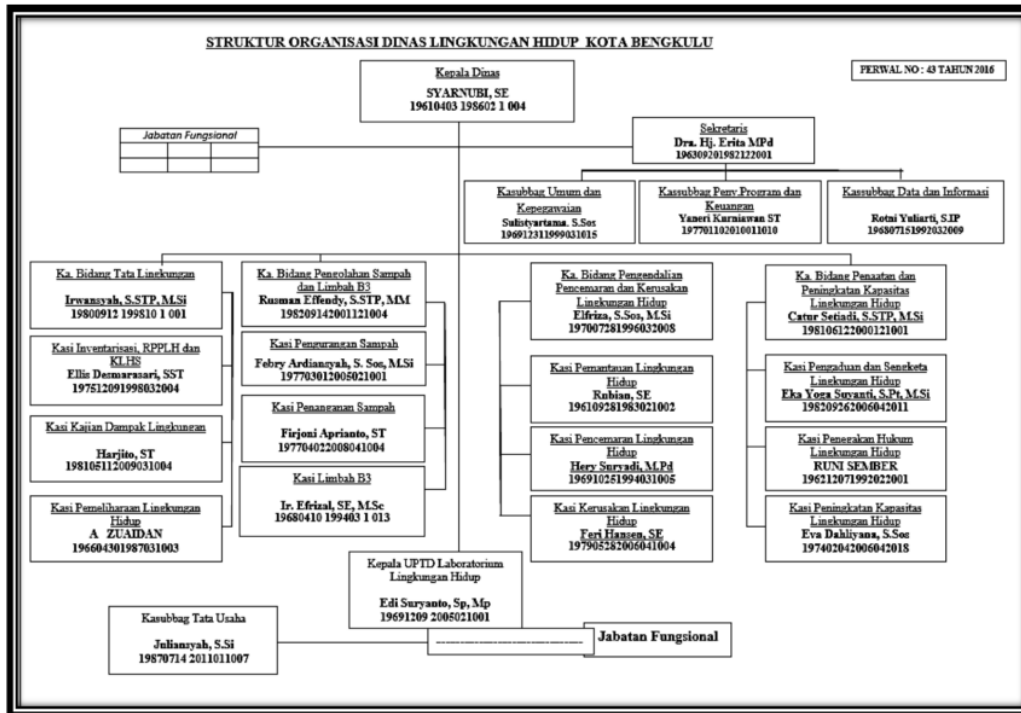 STRUKTUR ORGANISASI DINAS LINGKUNGAN HIDUP KOTA BENGKULU
PERWAL NO : 43 TAHUN 2016
Kepala Dinas
SYARNUBI, SE
19610403 198602 1 004
Jabatan Fungsional
Sekretaris
Dra. Hj. Erita MPd
196309201982122001
Kasubbag Umum dan
Kepegawaian
Sulistyartama. S.Sos
196912311999031015
Kassubbag Peny.Program dan
Keuangan
Yaneri Kurniawan ST
197701102010011010
Kassubbag Data dan Informasi
Rotni Yuliarti, S.IP
196807151992032009
Ka. Bidang Tata Lingkungan
Irwansyah, S.STP, M.Si
19800912 199810 1 001
Kasi Inventarisasi, RPPLH dan
KLHS
Ellis Desmarasari, SST
197512091998032004
Kasi Kajian Dampak Lingkungan
Harjito, ST
198105112009031004
Kasi Pemeliharaan Lingkungan
Hidup
A ZUAIDAN
196604301987031003
Ka. Bidang Pengolahan Sampah
dan Limbah B3
Rusman Effendy, S.STP, MM
198209142001121004
Kasi Pengurangan Sampah
Febry Ardiansyah, S. Sos, M.Si
197703012005021001
Kasi Penanganan Sampah
Firjoni Aprianto, ST
197704022008041004
Kasi Limbah B3
Ir. Efrizal, SE, M.Sc
19680410 199403 1 013
Ka. Bidang Pengendalian
Pencemaran dan Kerusakan
Lingkungan Hidup
Elfriza, S.Sos, M.Si
197007281996032008
Kasi Pemantauan Lingkungan
Hidup
Rubian, SE
196109281983021002
Kasi Pencemaran Lingkungan
Hidup
Hery Suryadi, M.Pd
196910251994031005
Kasi Kerusakan Lingkungan
Hidup
Feri Hansen, SE
197905282006041004
Ka. Bidang Penaatan dan
Peningkatan Kapasitas
Lingkungan Hidup
Catur Setiadi, S.STP, M.Si
198106122000121001
Kasi Pengaduan dan Sengketa
Lingkungan Hidup
Eka Yoga Suyanti, S.Pt, M.Si
198209262006042011
Kasi Penegakan Hukum
Lingkungan Hidup
RUNI SEMBER
196212071992022001
Kasi Peningkatan Kapasitas
Lingkungan Hidup
Eva Dahliyana, S.Sos
197402042006042018
Kepala UPTD Laboratorium
Lingkungan Hidup
Edi Suryanto, Sp, Mp
19691209 2005021001
Kasubbag Tata Usaha
Juliansyah, S.Si
19870714 2011011007
Jabatan Fungsional